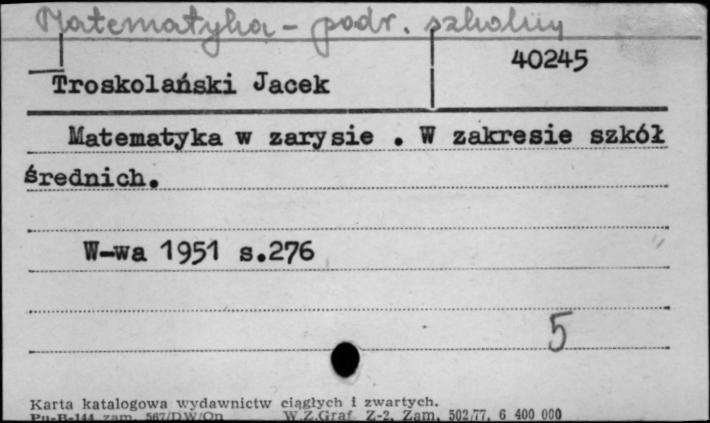 Matematyka - podr. szkolny
40245
Troskolański Jacek
Matematyka w zarysie . W zakresie szkół
średnich.
W-wa 1951 s.276
5
Karta katalogowa wydawnictw ciągłych i zwartych.
Pu-B-144 zam. 567/DW/On W.Z.Graf. Z-2. Zam. 502/77, 6 400 000